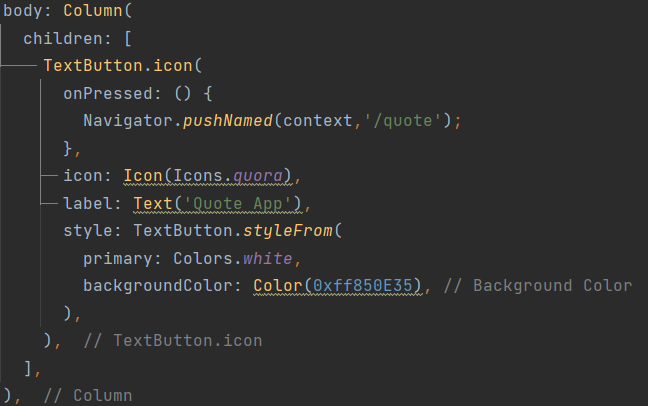 body: Column(
  children: [
    TextButton.icon(
      onPressed: () {
        Navigator.pushNamed(context,'/quote');
      },
      icon: Icon(Icons.quora),
      label: Text('Quote App'),
      style: TextButton.styleFrom(
        primary: Colors.white,
        backgroundColor: Color(0xff850E35), // Background Color
      ),
    ),  // TextButton.icon
  ],
),  // Column